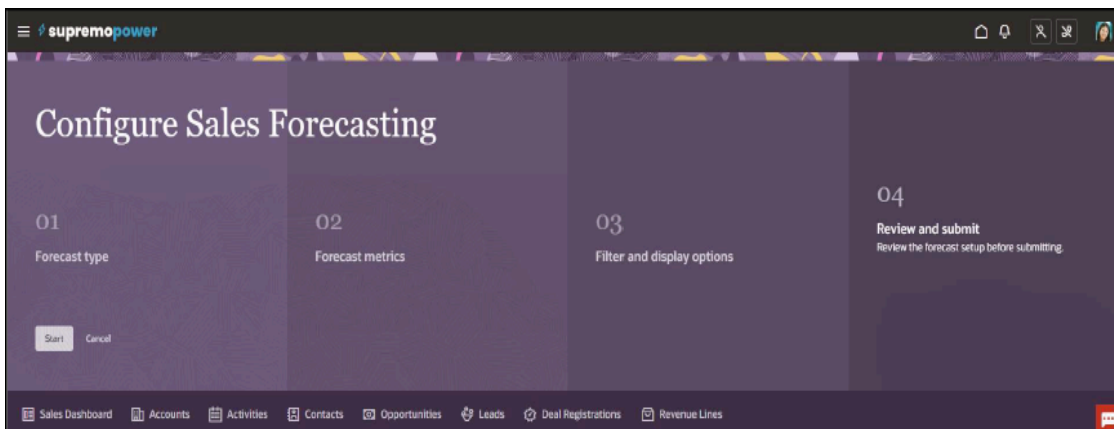 supremopower
Configure Sales Forecasting
01
Forecast type
02
Forecast metrics
03
Filter and display options
04
Review and submit
Review the forecast setup before submitting.
Start
Cancel
Sales Dashboard
Accounts
Activities
Contacts
Opportunities
Leads
Deal Registrations
Revenue Lines